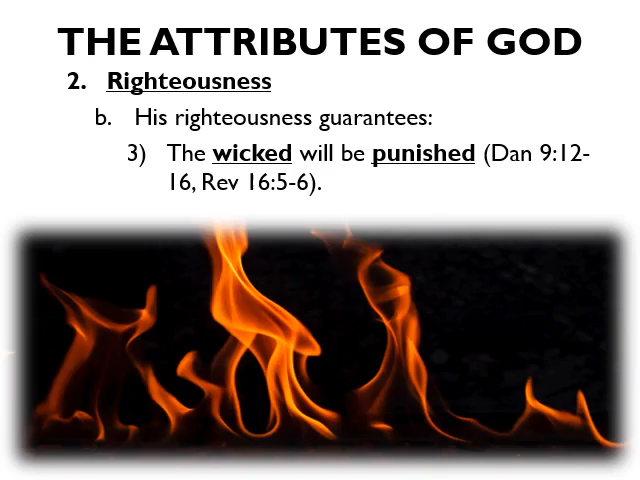 THE ATTRIBUTES OF GOD
2. Righteousness
b. His righteousness guarantees:
3) The wicked will be punished (Dan 9:12-
16, Rev 16:5-6).